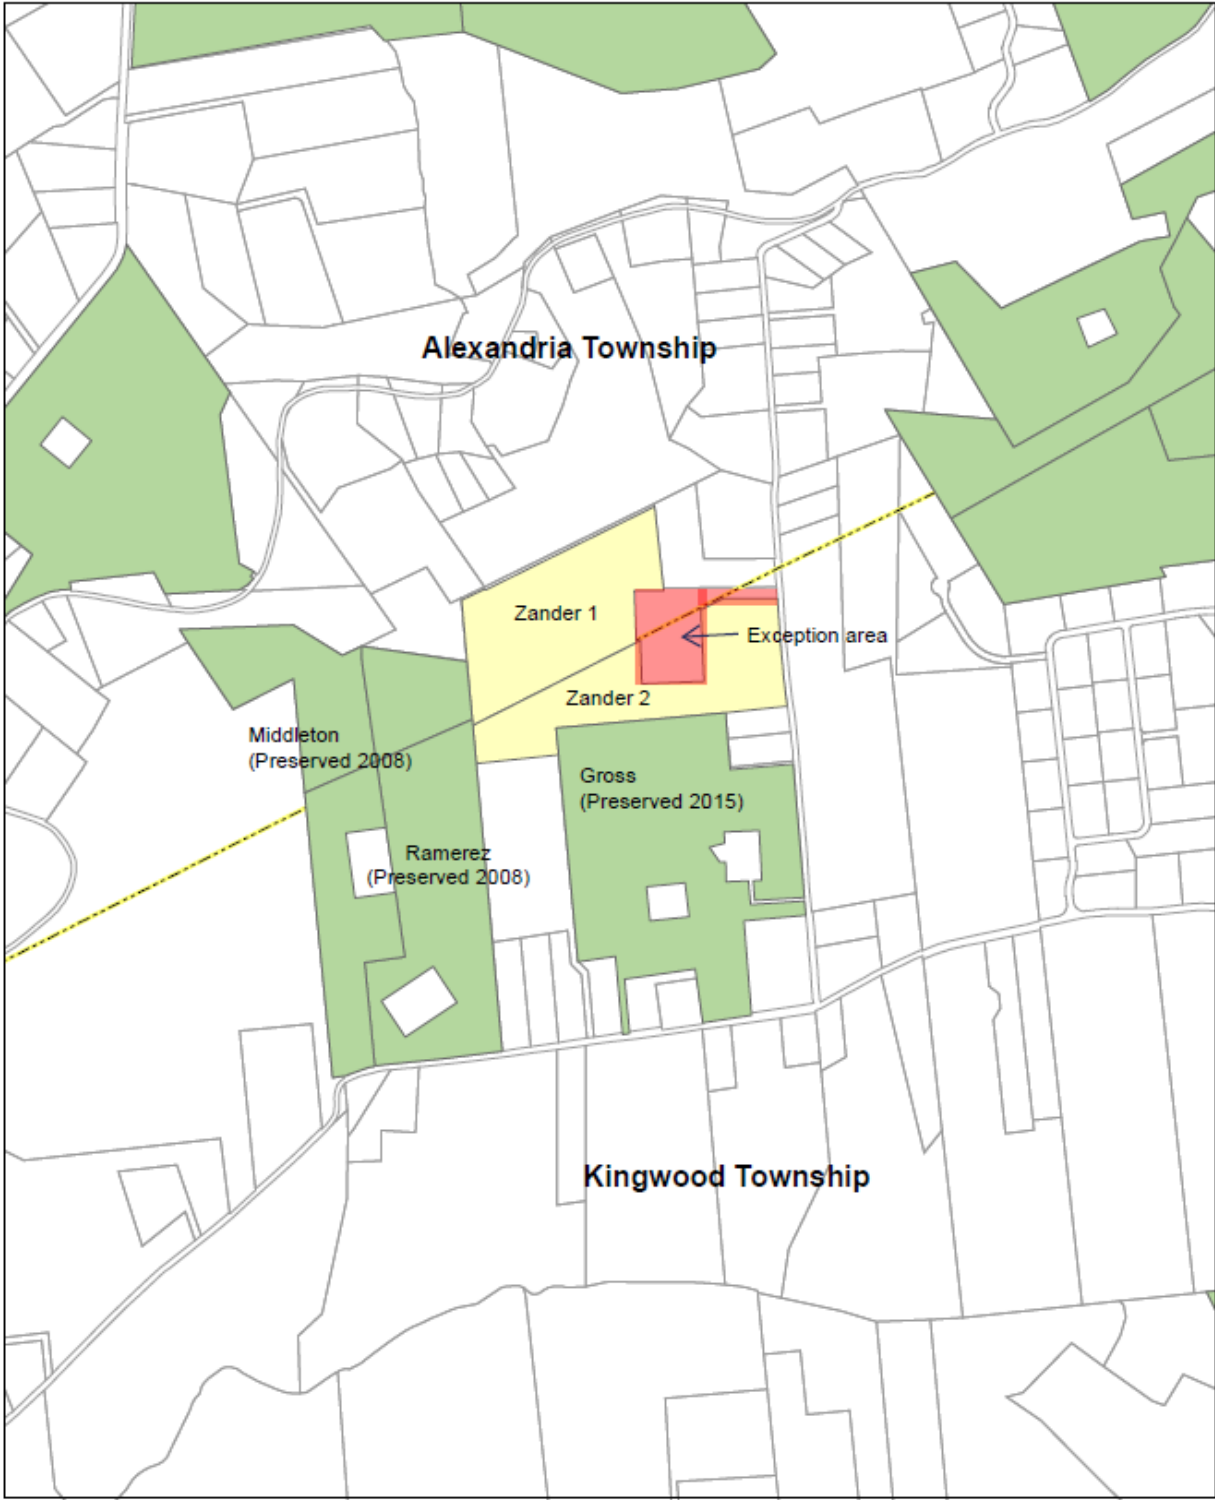 Alexandria Township
Zander 1
Exception area
Zander 2
Middleton
(Preserved 2008)
Gross
(Preserved 2015)
Ramerez
(Preserved 2008)
Kingwood Township